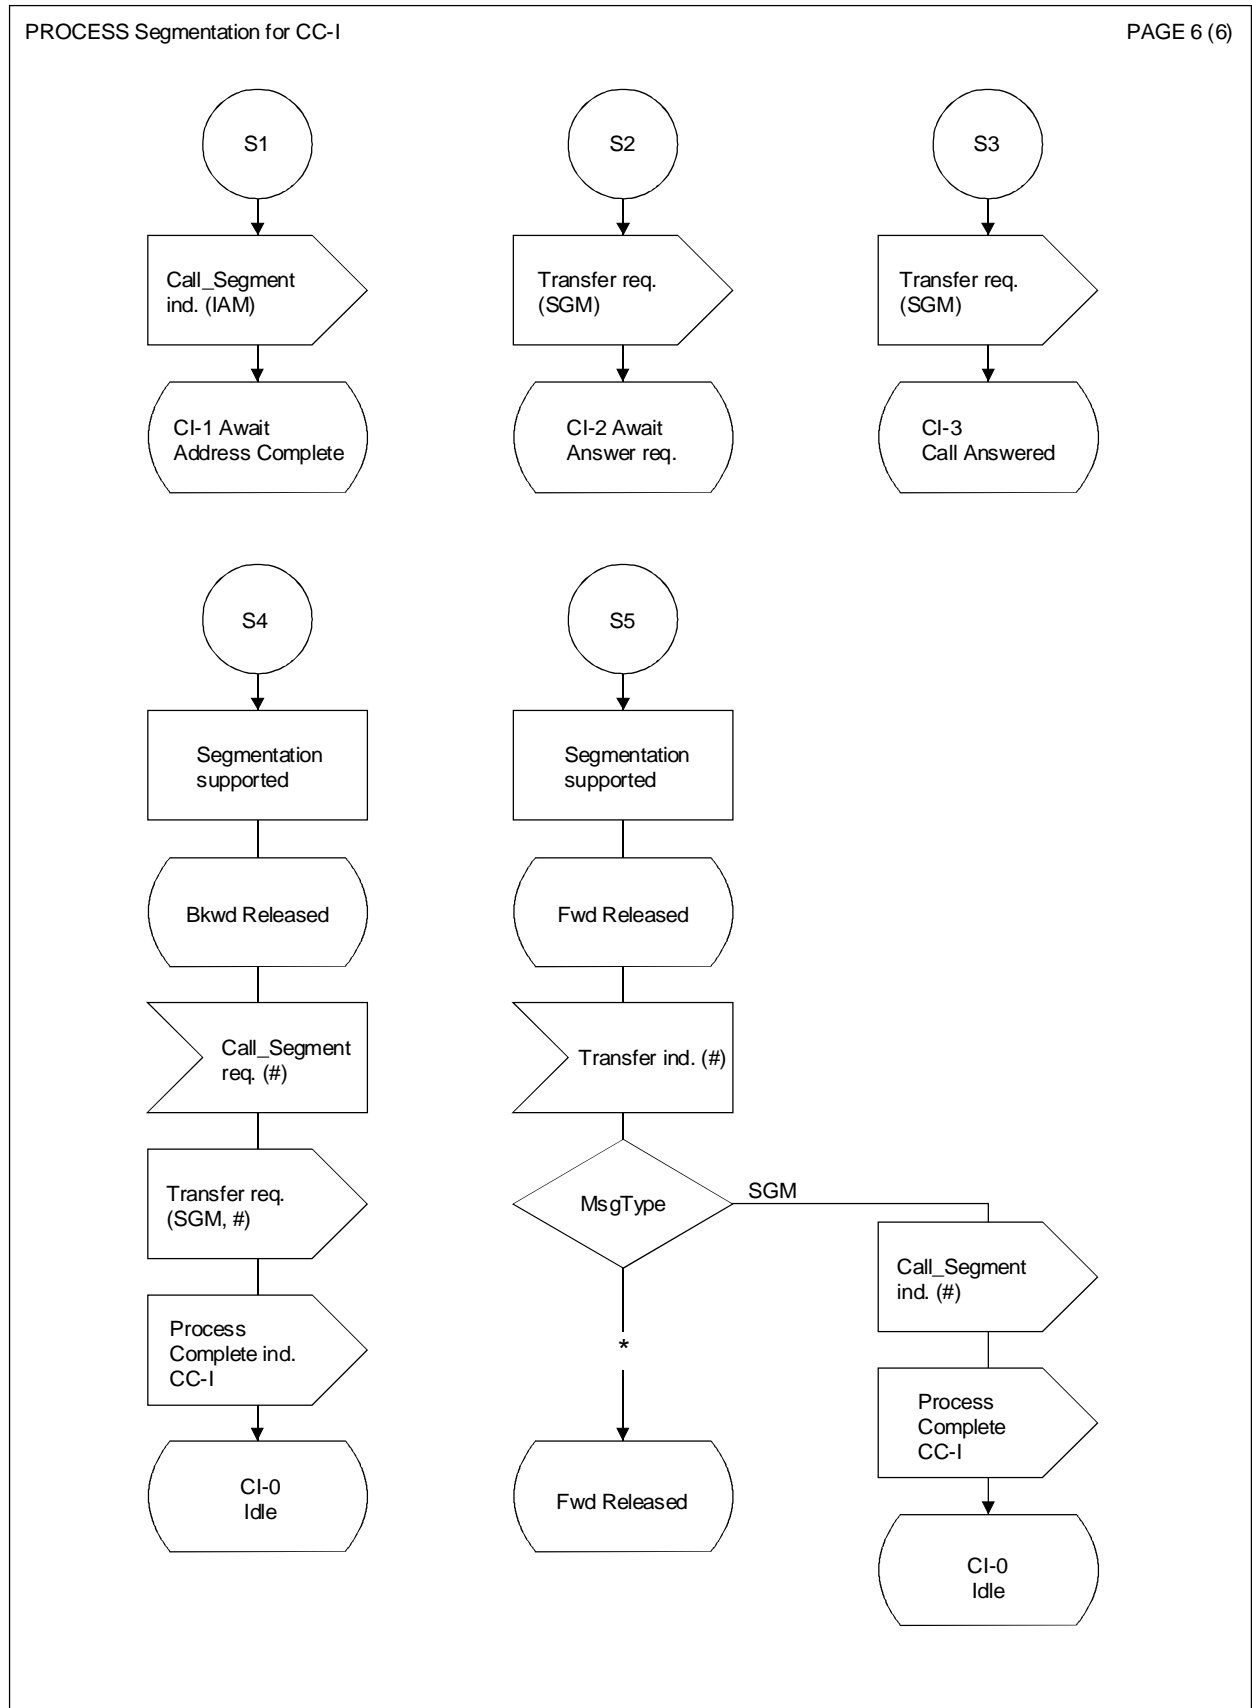 PROCESS Segmentation for CC-I
PAGE 6 (6)
S1
S2
S3
Call_Segment
ind. (IAM)
Transfer req.
(SGM)
Transfer req.
(SGM)
CI-1 Await
Address Complete
CI-2 Await
Answer req.
CI-3
Call Answered
S4
S5
Segmentation
supported
Segmentation
supported
Bkwd Released
Fwd Released
Call_Segment
req. (#)
Transfer ind. (#)
Transfer req.
(SGM, #)
MsgType
SGM
Call_Segment
ind. (#)
Process
Complete ind.
CC-I
*
Process
Complete
CC-I
CI-0
Idle
Fwd Released
CI-0
Idle